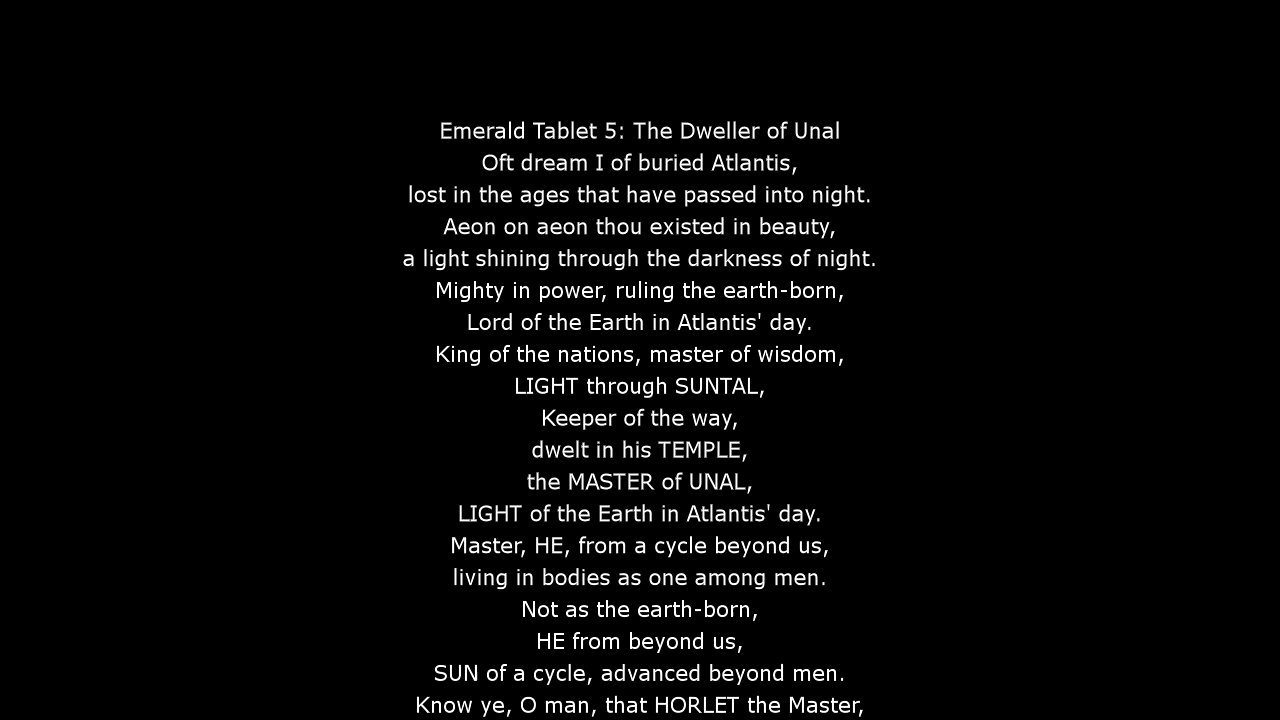 Emerald Tablet 5: The Dweller of Unal
Oft dream I of buried Atlantis,
lost in the ages that have passed into night.
Aeon on aeon thou existed in beauty,
a light shining through the darkness of night.
Mighty in power, ruling the earth-born,
Lord of the Earth in Atlantis' day.
King of the nations, master of wisdom,
LIGHT through SUNTAL,
Keeper of the way,
dwelt in his TEMPLE,
the MASTER of UNAL,
LIGHT of the Earth in Atlantis' day.
Master, HE, from a cycle beyond us,
living in bodies as one among men.
Not as the earth-born,
HE from beyond us,
SUN of a cycle, advanced beyond men.
Know ye, O man, that HORLET the Master,